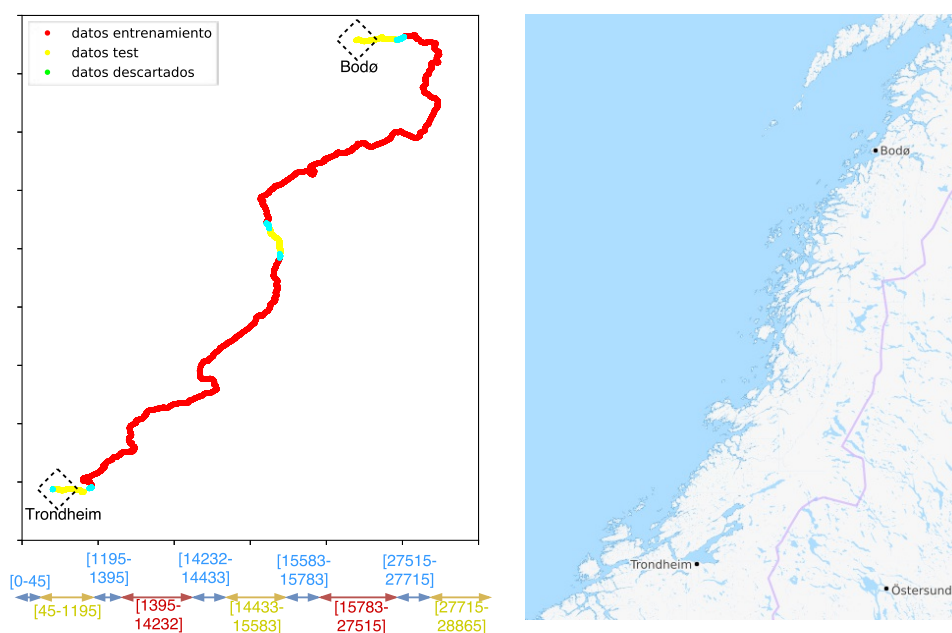 datos entrenamiento
datos test
datos descartados
Bodø
Trondheim
[0-45]
[45-1195]
[1195-
1395]
[1395-
14232]
[14232-
14433]
[14433-
15583]
[15583-
15783]
[15783-
27515]
[27515-
27715]
[27715-
28865]
Bodø
Trondheim
Östersund